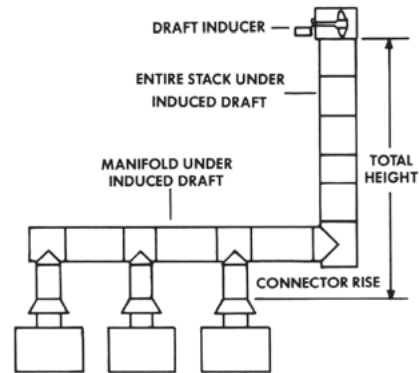 DRAFT INDUCER
ENTIRE STACK UNDER
INDUCED DRAFT
MANIFOLD UNDER
INDUCED DRAFT
TOTAL
HEIGHT
CONNECTOR RISE